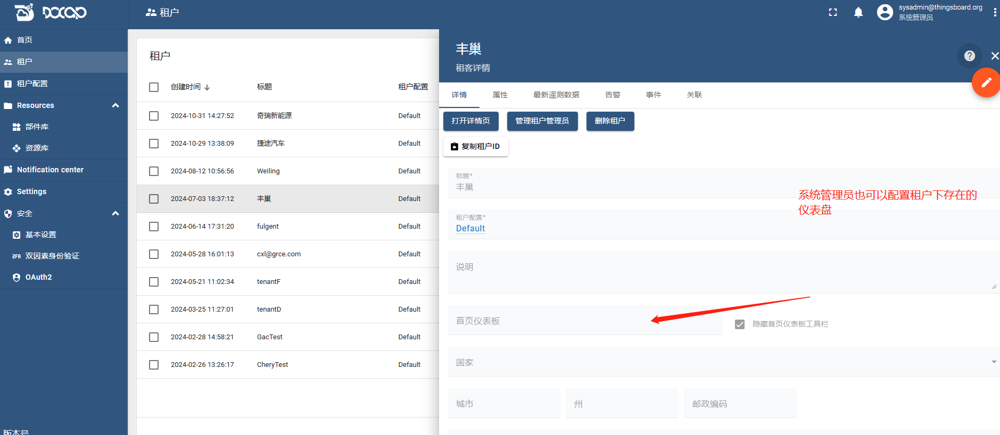 DOCAP
租户
sysadmin@thingsboard.org
系统管理员
首页
租户
租户配置
Resources
部件库
资源库
Notification center
Settings
安全
基本设置
2FA 双因素身份验证
OAuth2
版本号
租户
创建时间 标题 租户配置
2024-10-31 14:27:52 奇瑞新能源 Default
2024-10-29 13:38:09 捷途汽车 Default
2024-08-12 10:56:56 Welling Default
2024-07-03 18:37:12 丰巢 Default
2024-06-14 17:31:20 fulgent Default
2024-05-28 16:01:13 cxl@grce.com Default
2024-05-21 11:02:34 tenantF Default
2024-03-25 11:27:01 tenantD Default
2024-02-28 14:58:21 GacTest Default
2024-02-26 13:26:17 CheryTest Default
丰巢
租客详情
详情 属性 最新遥测数据 告警 事件 关联
打开详情页 管理租户管理员 删除租户
复制租户ID
标题*
丰巢
系统管理员也可以配置租户下存在的
仪表盘
租户配置*
Default
说明
首页仪表板 隐藏首页仪表板工具栏
国家
城市 州 邮政编码